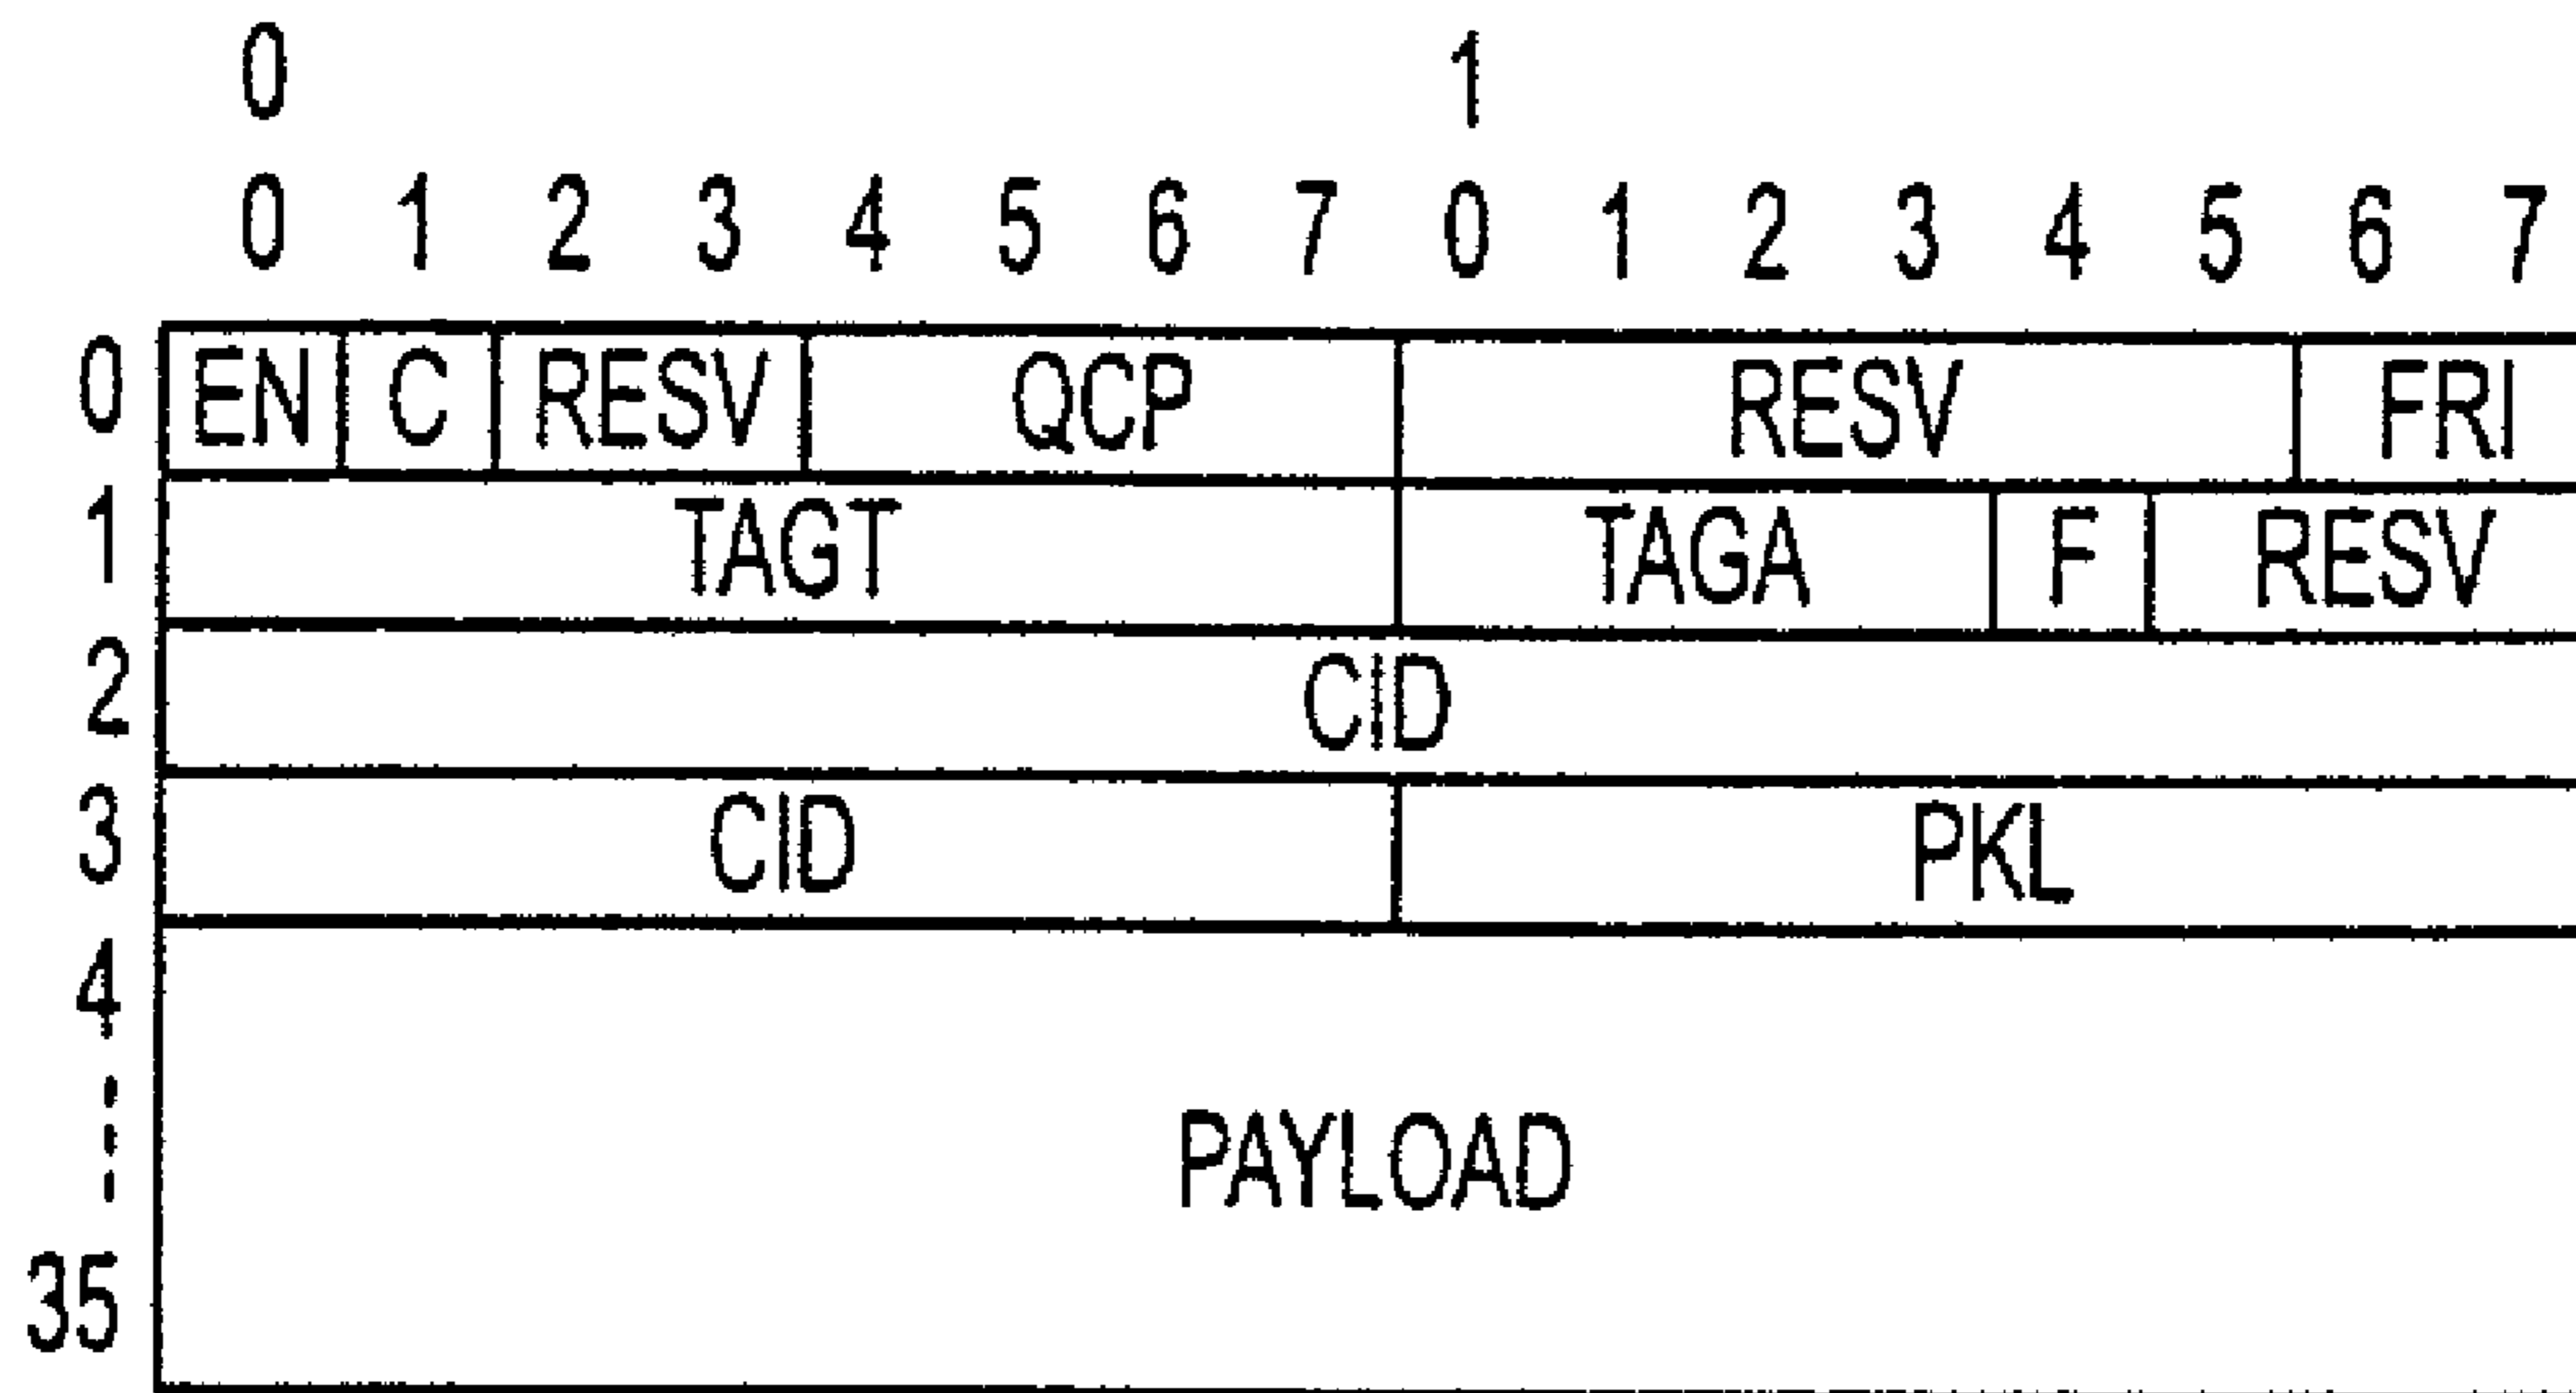 0 1
0 1 2 3 4 5 6 7 0 1 2 3 4 5 6 7
0 EN C RESV QCP RESV FRI
1 TAGT TAGA F RESV
2 CID
3 CID PKL
4
PAYLOAD
35